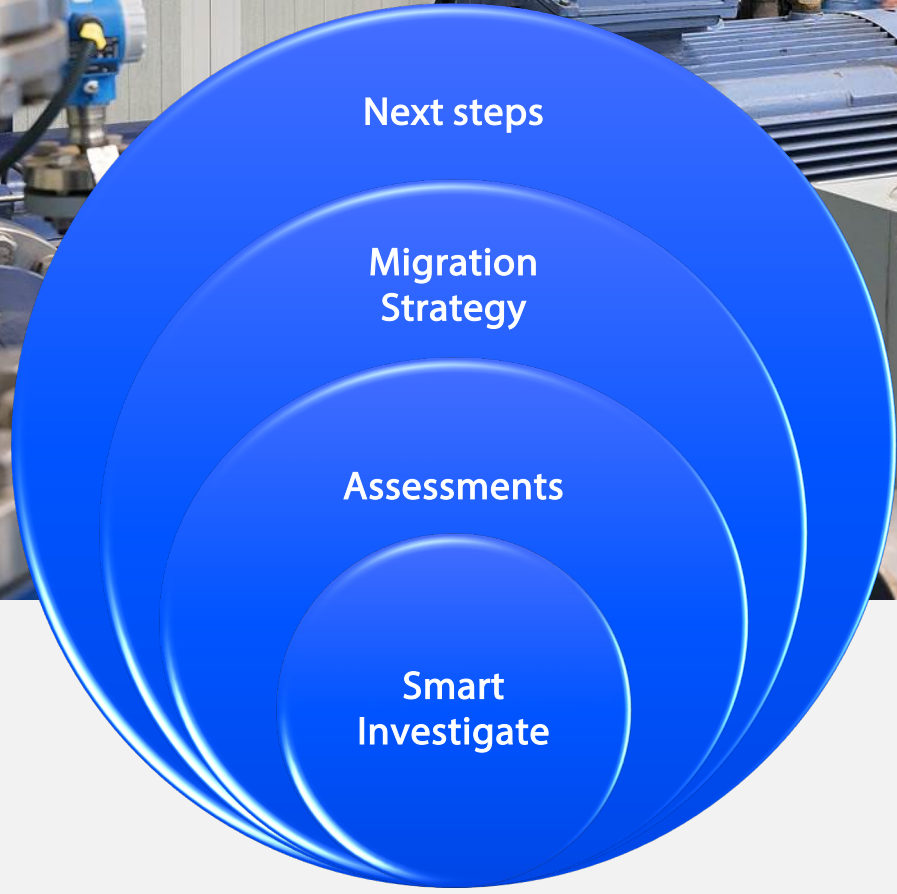 Next steps
Migration
Strategy
Assessments
Smart
Investigate